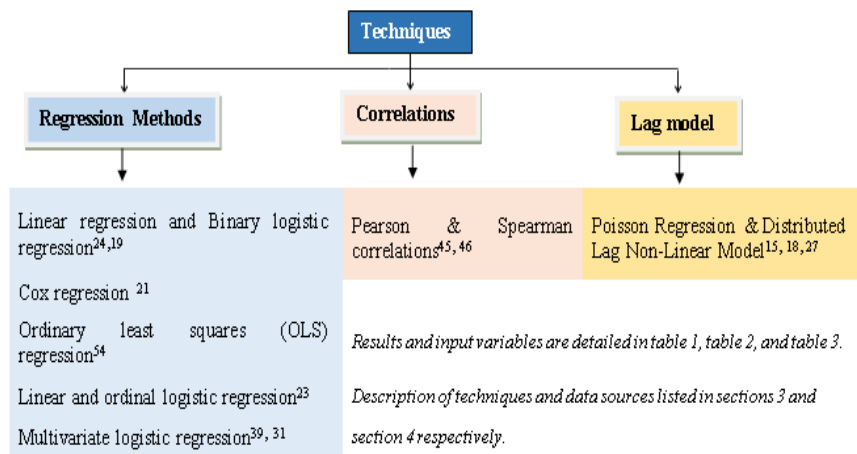 Techniques
Regression Methods
Correlations
Lag model
Linear regression and Binary logistic
regression24,19
Cox regression 21
Ordinary least squares (OLS)
regression54
Linear and ordinal logistic regression23
Multivariate logistic regression39, 31
Pearson & Spearman
correlations45, 46
Poisson Regression & Distributed
Lag Non-Linear Model15, 18, 27
Results and input variables are detailed in table 1, table 2, and table 3.
Description of techniques and data sources listed in sections 3 and
section 4 respectively.